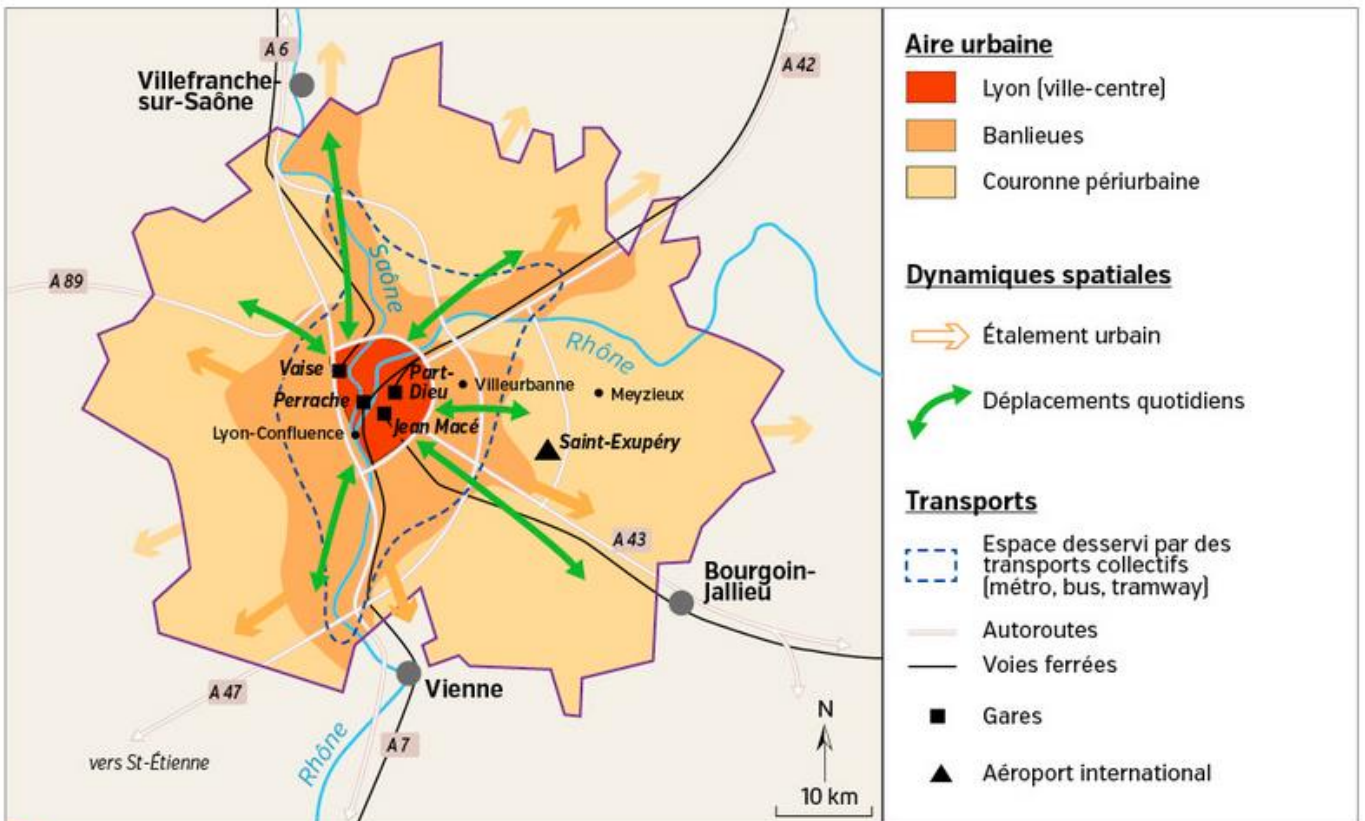 A 6
A 42
Villefranche-
sur-Saône
A 89
Saône
Rhône
Vaise
Part-
Dieu
Villeurbanne
Meyzieux
Perrache
Jean Macé
Lyon-Confluence
Saint-Exupéry
A 43
Bourgoin-
Jallieu
Vienne
A 47
A 7
Rhône
vers St-Étienne
N
10 km
Aire urbaine
Lyon (ville-centre)
Banlieues
Couronne périurbaine
Dynamiques spatiales
Étalement urbain
Déplacements quotidiens
Transports
Espace desservi par des
transports collectifs
(métro, bus, tramway)
Autoroutes
Voies ferrées
Gares
Aéroport international